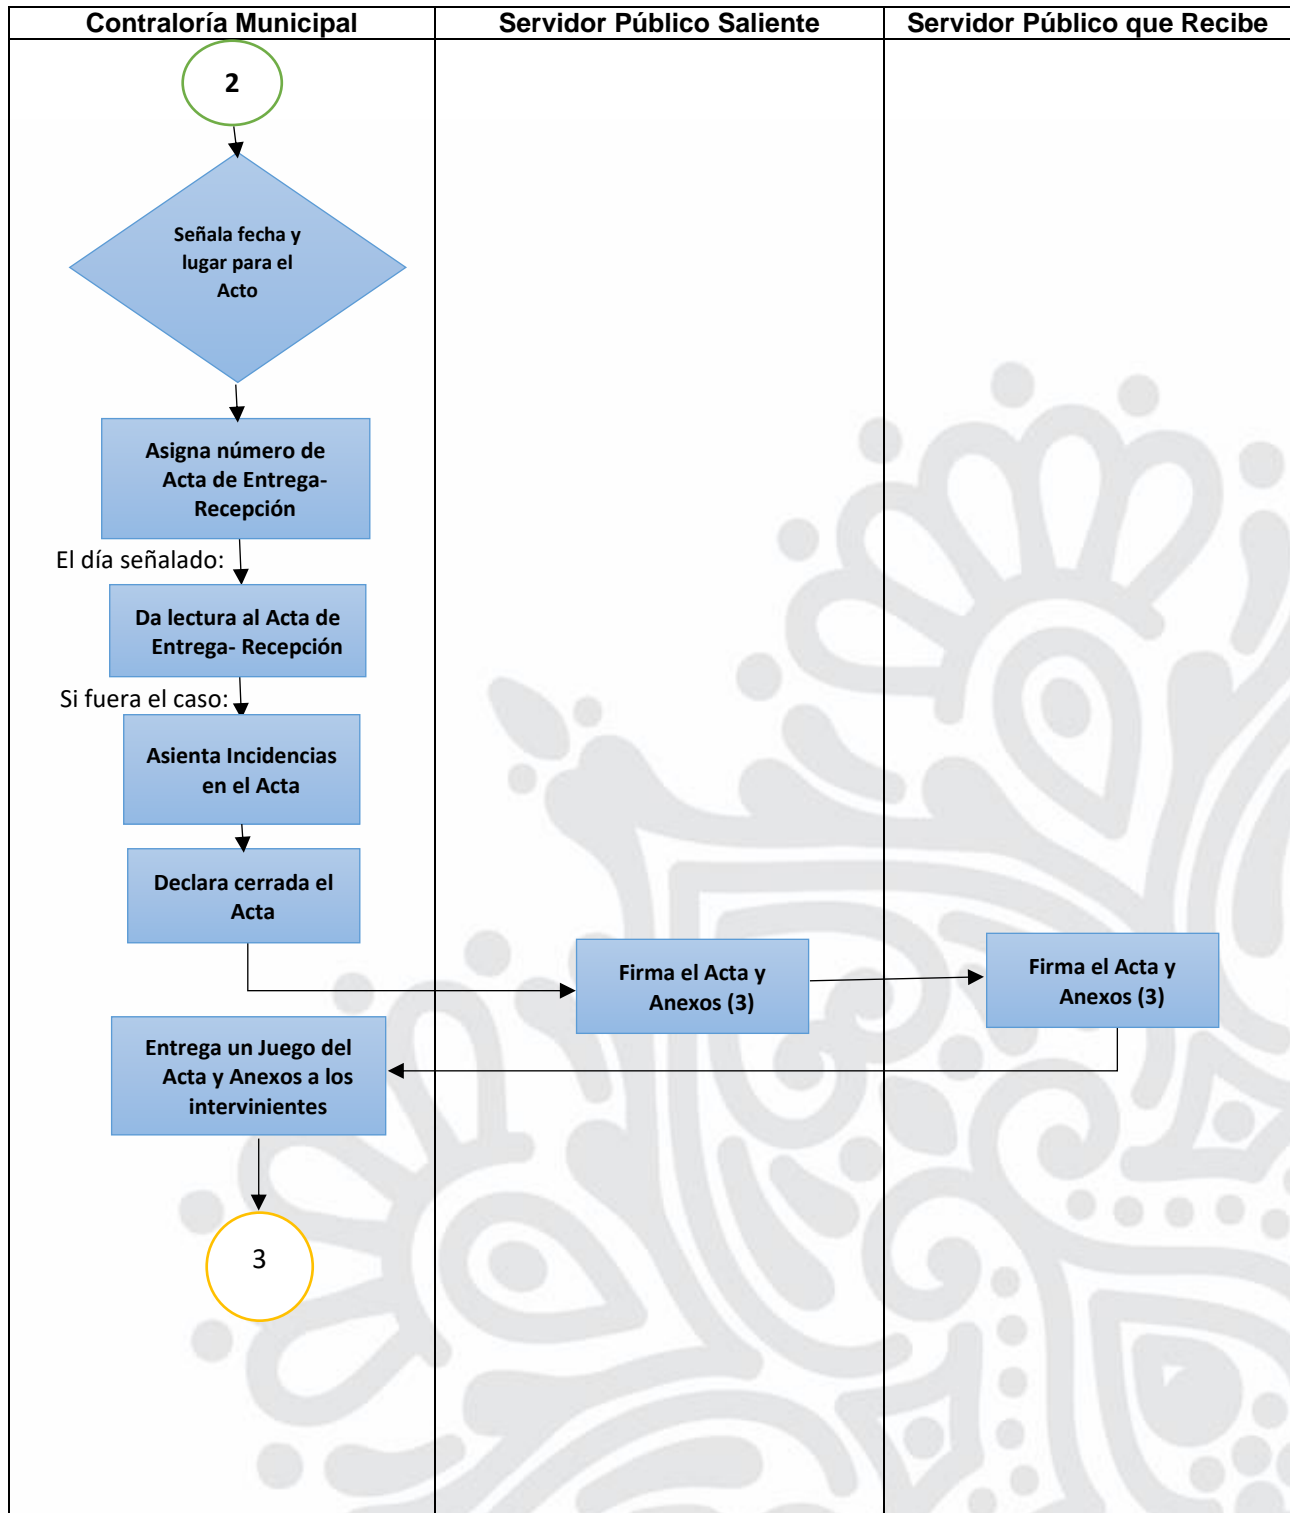 Contraloría Municipal
Servidor Público Saliente
Servidor Público que Recibe
2
Señala fecha y
lugar para el
Acto
Asigna número de
Acta de Entrega-
Recepción
El día señalado:
Da lectura al Acta de
Entrega- Recepción
Si fuera el caso:
Asienta Incidencias
en el Acta
Declara cerrada el
Acta
Firma el Acta y
Anexos (3)
Firma el Acta y
Anexos (3)
Entrega un Juego del
Acta y Anexos a los
intervinientes
3